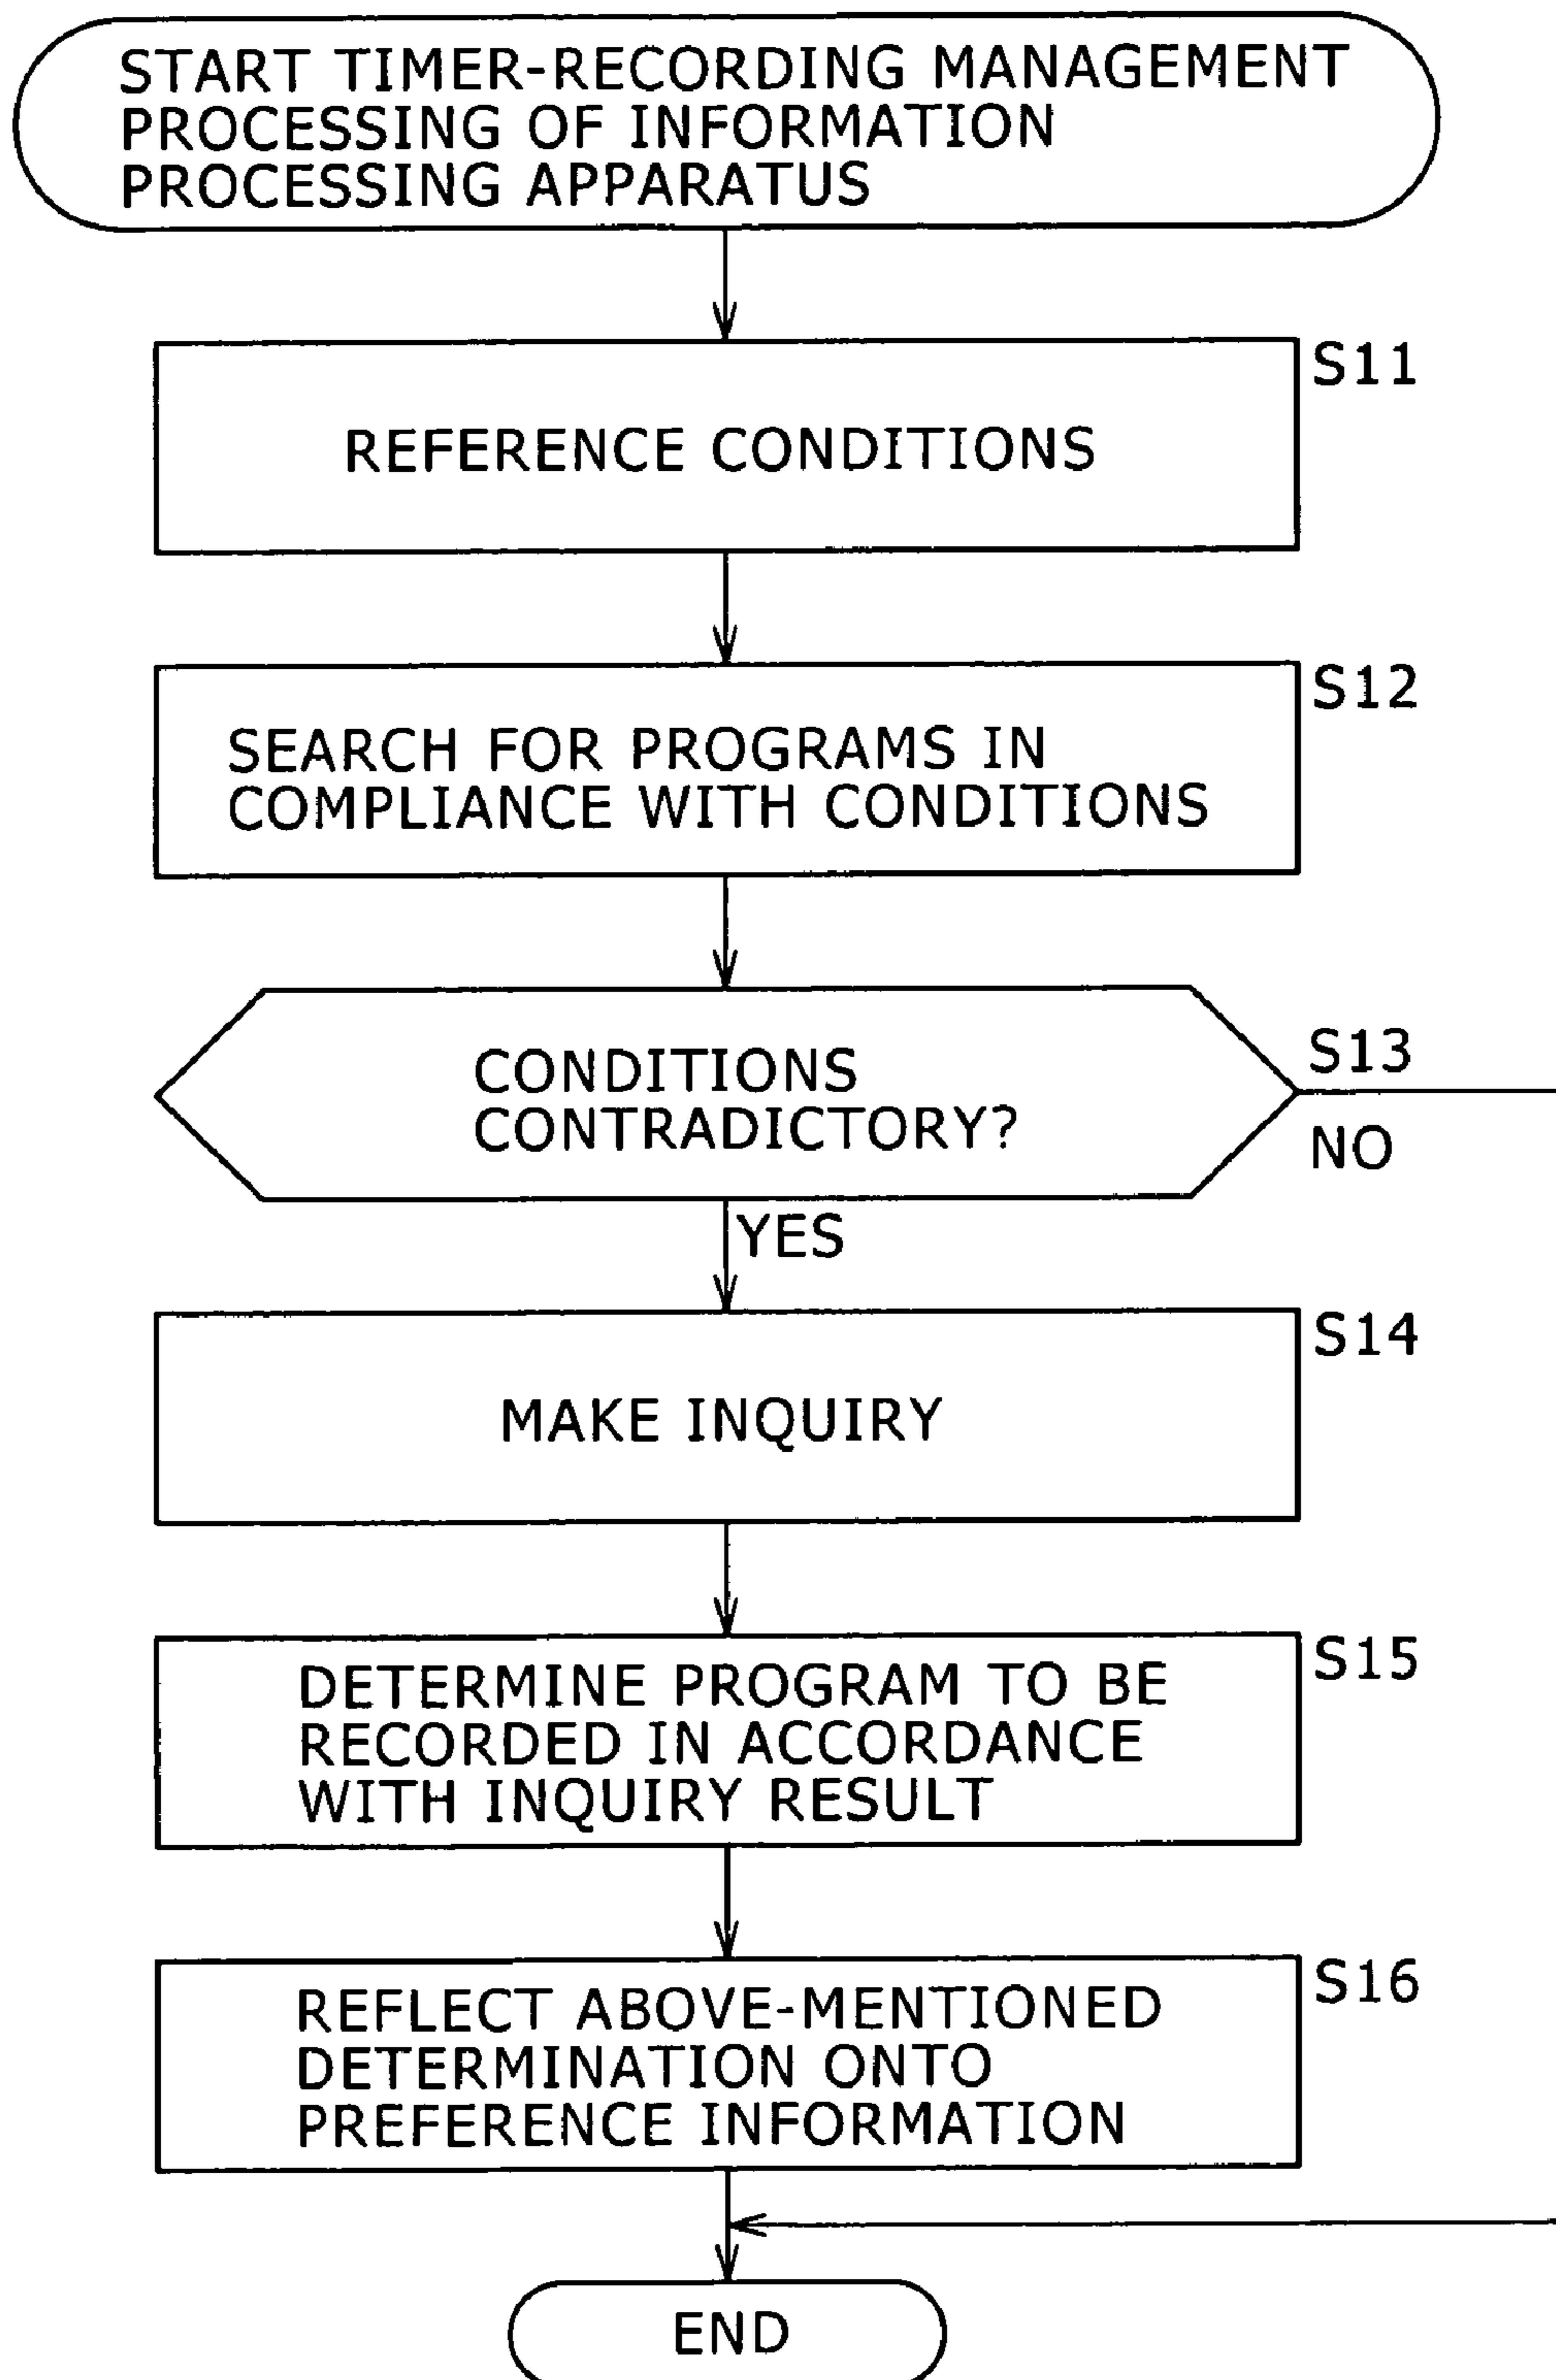 START TIMER-RECORDING MANAGEMENT
PROCESSING OF INFORMATION
PROCESSING APPARATUS
S11
REFERENCE CONDITIONS
S12
SEARCH FOR PROGRAMS IN
COMPLIANCE WITH CONDITIONS
S13
CONDITIONS
CONTRADICTORY?
NO
YES
S14
MAKE INQUIRY
S15
DETERMINE PROGRAM TO BE
RECORDED IN ACCORDANCE
WITH INQUIRY RESULT
S16
REFLECT ABOVE-MENTIONED
DETERMINATION ONTO
PREFERENCE INFORMATION
END